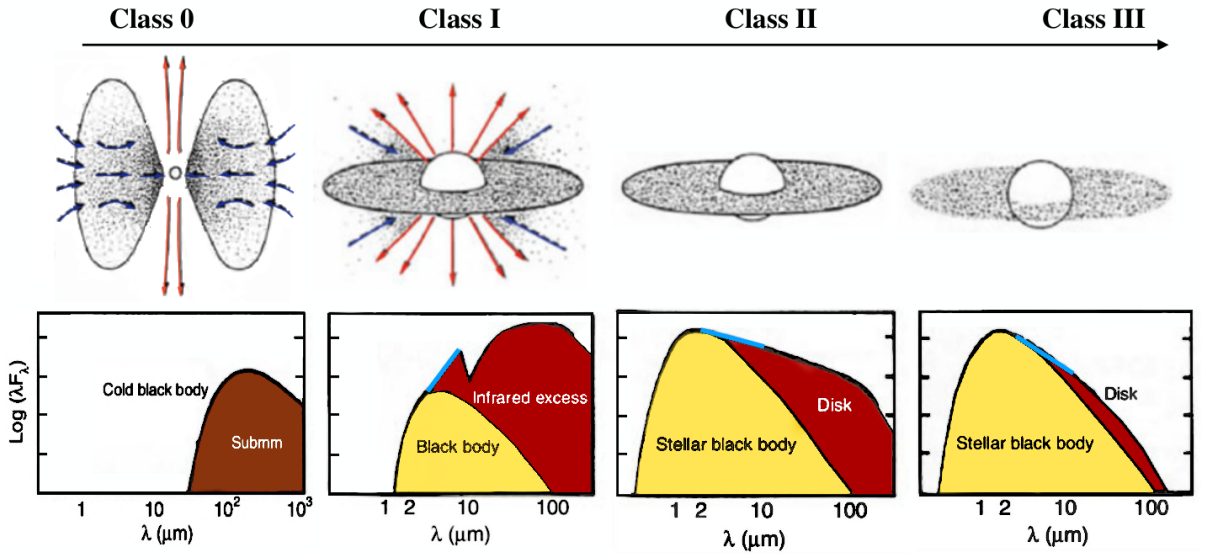 Class 0
Class I
Class II
Class III
Log (λFλ)
Cold black body
Submm
1 10 10² 10³
λ (μm)
Infrared excess
Black body
1 2 10 100
λ (μm)
Disk
Stellar black body
1 2 10 100
λ (μm)
Disk
Stellar black body
1 2 10 100
λ (μm)